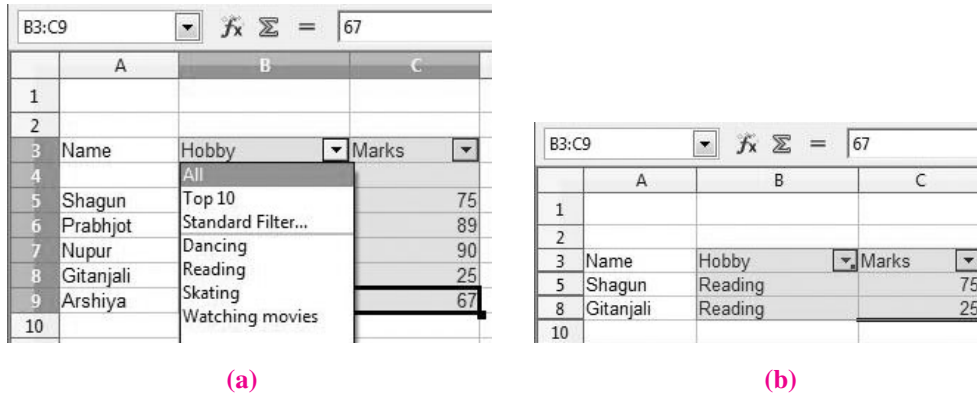 B3:C9 fx Σ = 67
A B C
1
2
3 Name Hobby Marks
4 All
5 Shagun Top 10 75
6 Prabhjot Standard Filter... 89
7 Nupur Dancing 90
8 Gitanjali Reading 25
9 Arshiya Skating 67
10 Watching movies
(a)
B3:C9 fx Σ = 67
A B C
1
2
3 Name Hobby Marks
5 Shagun Reading 75
8 Gitanjali Reading 25
10
(b)